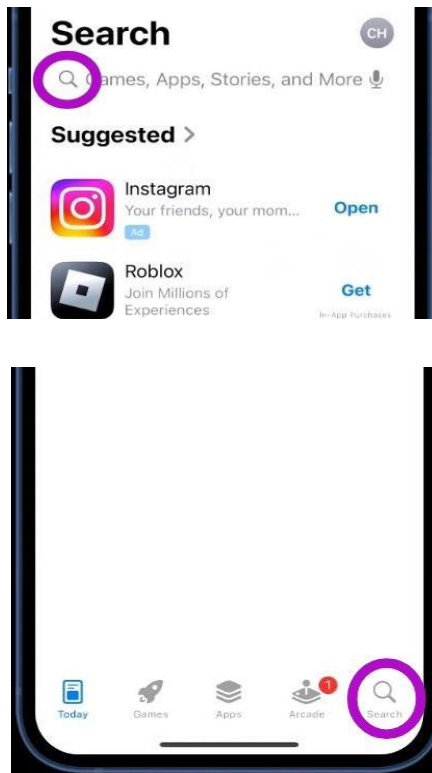 Search
CH
Games, Apps, Stories, and More
Suggested >
Instagram
Your friends, your mom...
Open
Ad
Roblox
Join Millions of
Experiences
Get
In-App Purchases
1
Today
Games
Apps
Arcade
Search